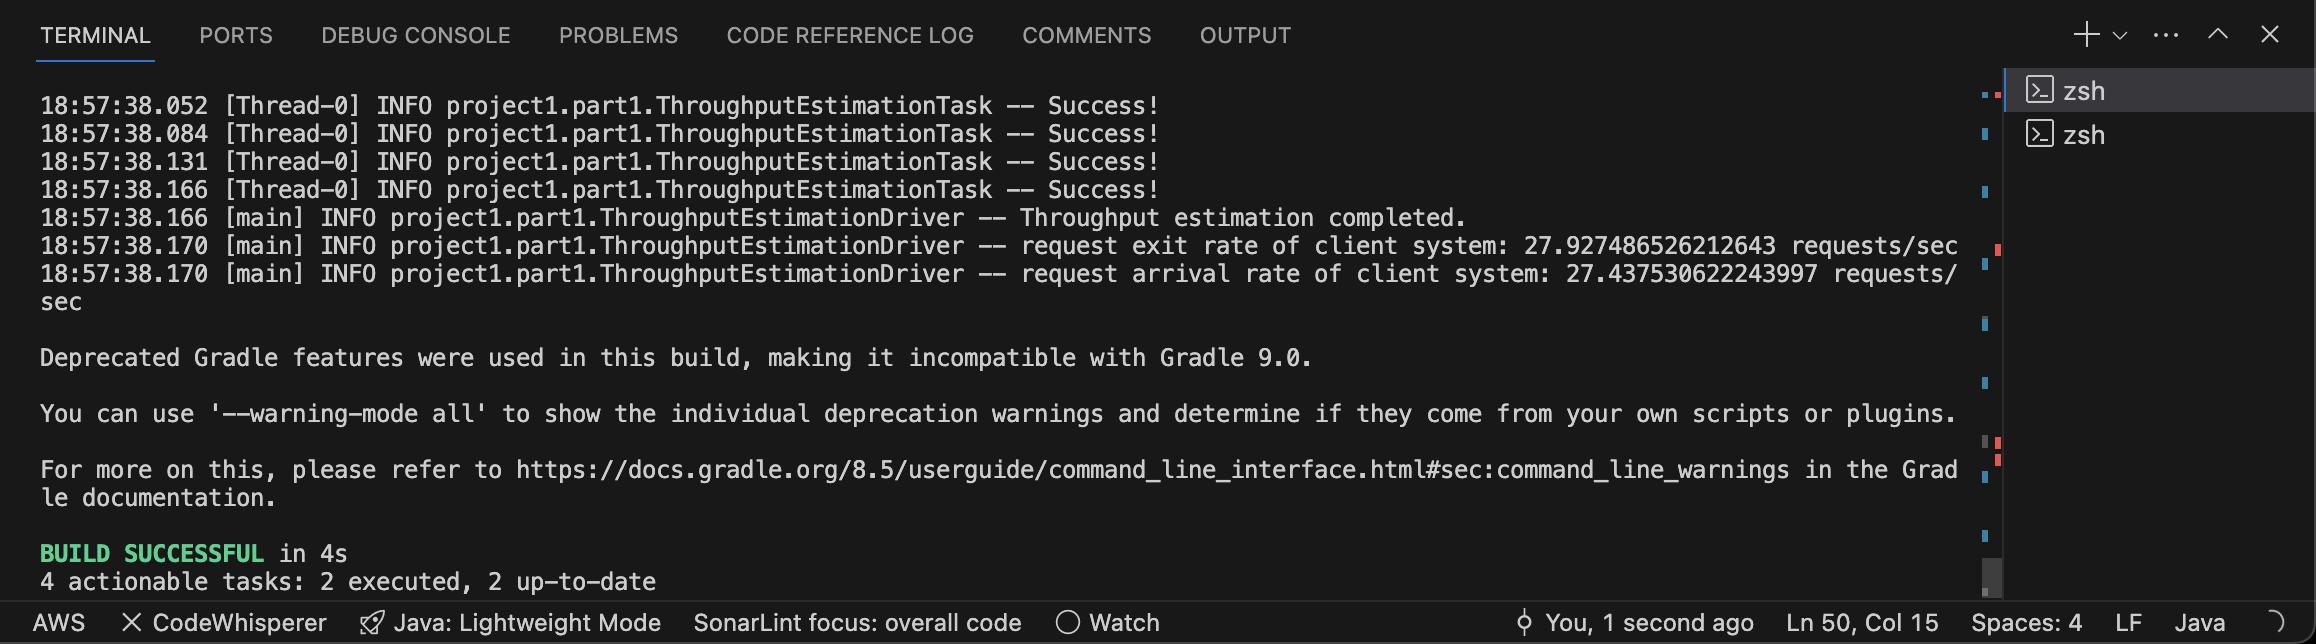 TERMINAL PORTS DEBUG CONSOLE PROBLEMS CODE REFERENCE LOG COMMENTS OUTPUT
zsh
zsh
18:57:38.052 [Thread-0] INFO project1.part1.ThroughputEstimationTask -- Success!
18:57:38.084 [Thread-0] INFO project1.part1.ThroughputEstimationTask -- Success!
18:57:38.131 [Thread-0] INFO project1.part1.ThroughputEstimationTask -- Success!
18:57:38.166 [Thread-0] INFO project1.part1.ThroughputEstimationTask -- Success!
18:57:38.166 [main] INFO project1.part1.ThroughputEstimationDriver -- Throughput estimation completed.
18:57:38.170 [main] INFO project1.part1.ThroughputEstimationDriver -- request exit rate of client system: 27.927486526212643 requests/sec
18:57:38.170 [main] INFO project1.part1.ThroughputEstimationDriver -- request arrival rate of client system: 27.437530622243997 requests/
sec
Deprecated Gradle features were used in this build, making it incompatible with Gradle 9.0.
You can use '--warning-mode all' to show the individual deprecation warnings and determine if they come from your own scripts or plugins.
For more on this, please refer to https://docs.gradle.org/8.5/userguide/command_line_interface.html#sec:command_line_warnings in the Grad
le documentation.
BUILD SUCCESSFUL in 4s
4 actionable tasks: 2 executed, 2 up-to-date
AWS CodeWhisperer Java: Lightweight Mode SonarLint focus: overall code Watch You, 1 second ago Ln 50, Col 15 Spaces: 4 LF Java